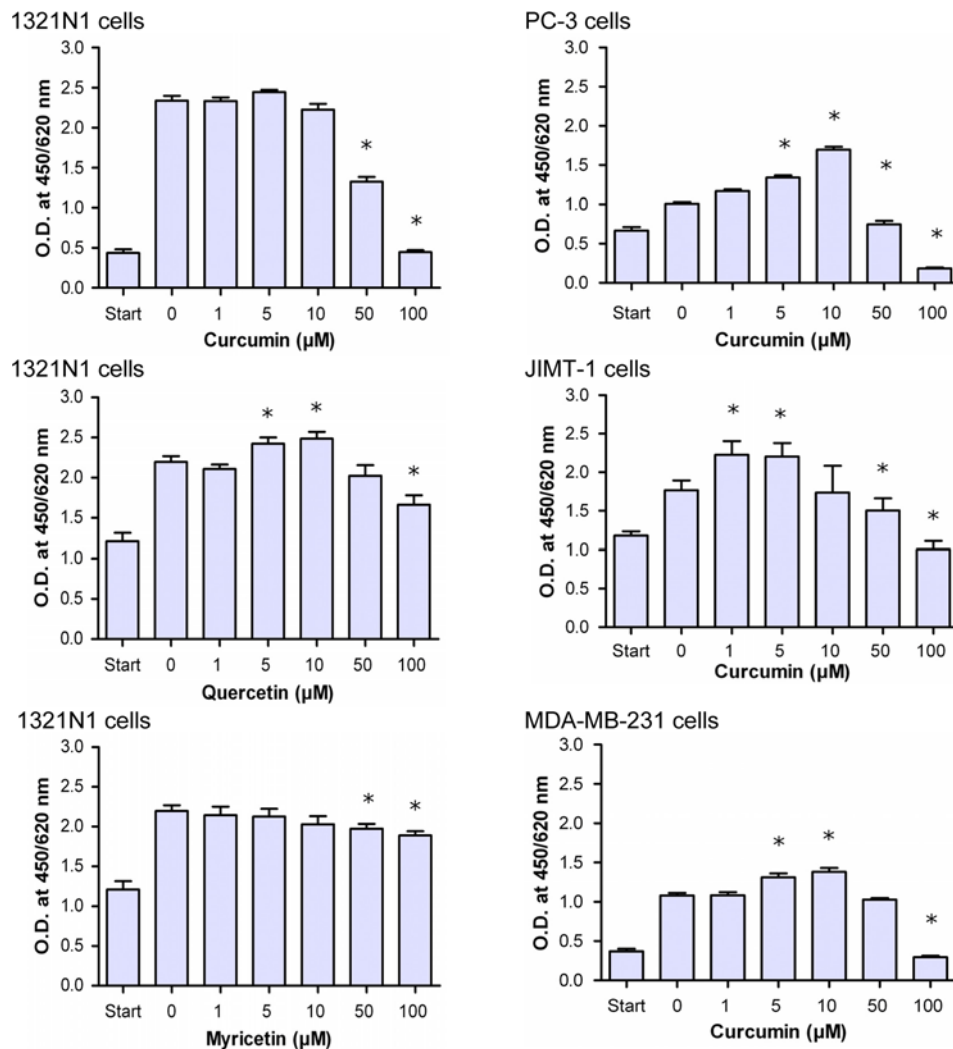 1321N1 cells
O.D. at 450/620 nm
3.0
2.5
2.0
1.5
1.0
0.5
0.0
* *
Start 0 1 5 10 50 100
Curcumin (µM)
PC-3 cells
O.D. at 450/620 nm
3.0
2.5
2.0
1.5
1.0
0.5
0.0
* * * *
Start 0 1 5 10 50 100
Curcumin (µM)
1321N1 cells
O.D. at 450/620 nm
3.0
2.5
2.0
1.5
1.0
0.5
0.0
* * *
Start 0 1 5 10 50 100
Quercetin (µM)
JIMT-1 cells
O.D. at 450/620 nm
3.0
2.5
2.0
1.5
1.0
0.5
0.0
* * * *
Start 0 1 5 10 50 100
Curcumin (µM)
1321N1 cells
O.D. at 450/620 nm
3.0
2.5
2.0
1.5
1.0
0.5
0.0
* *
Start 0 1 5 10 50 100
Myricetin (µM)
MDA-MB-231 cells
O.D. at 450/620 nm
3.0
2.5
2.0
1.5
1.0
0.5
0.0
* * *
Start 0 1 5 10 50 100
Curcumin (µM)